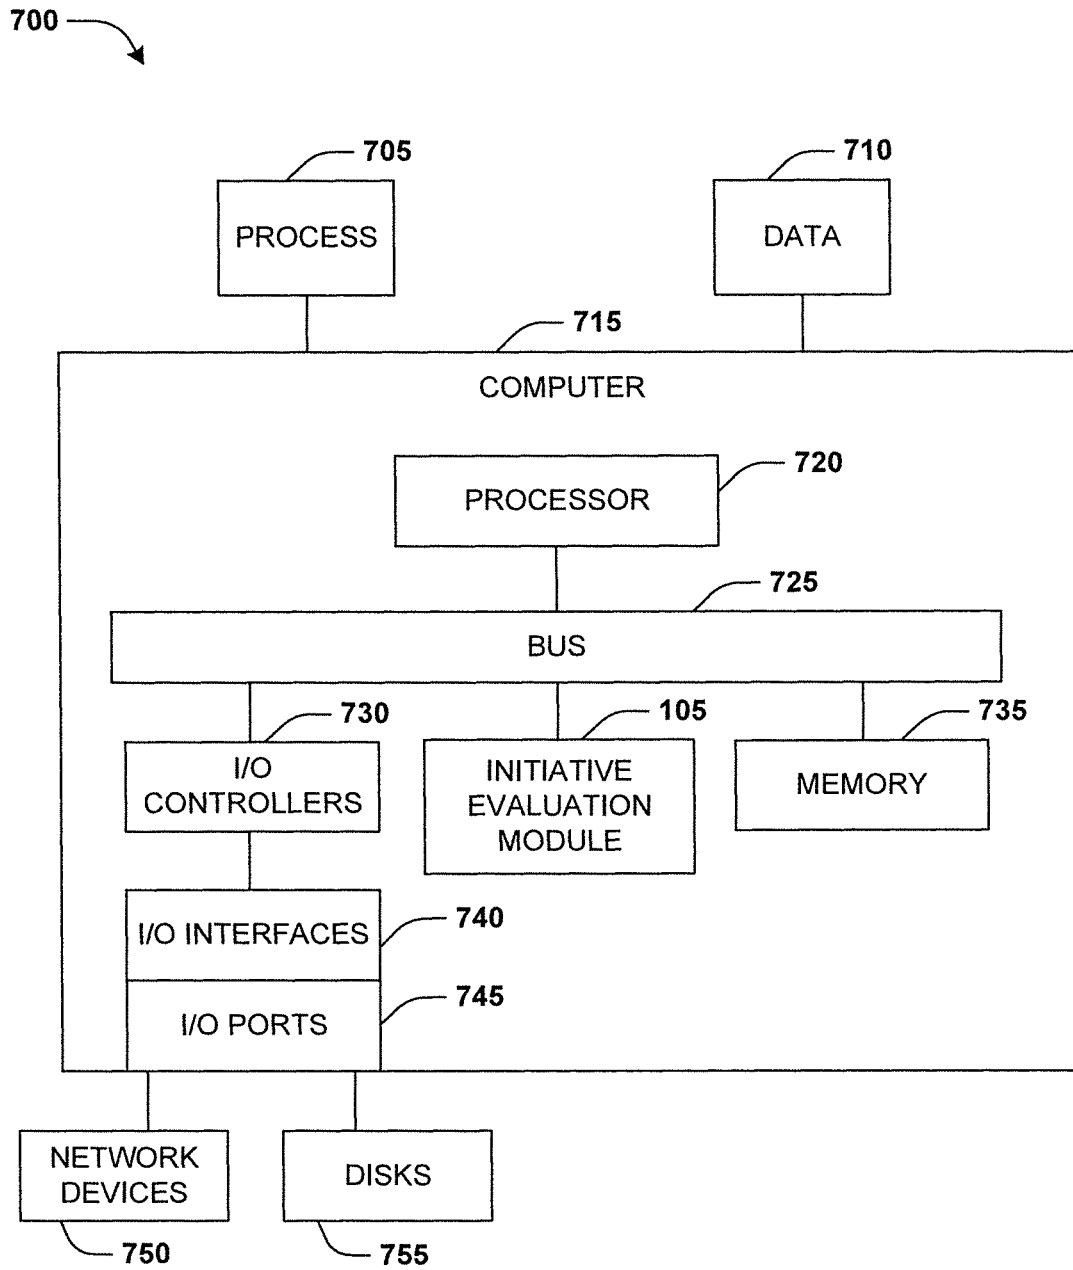 700
705
710
PROCESS
DATA
715
COMPUTER
720
PROCESSOR
725
BUS
730
105
735
I/O
CONTROLLERS
INITIATIVE
EVALUATION
MODULE
MEMORY
740
I/O INTERFACES
745
I/O PORTS
NETWORK
DEVICES
DISKS
750
755